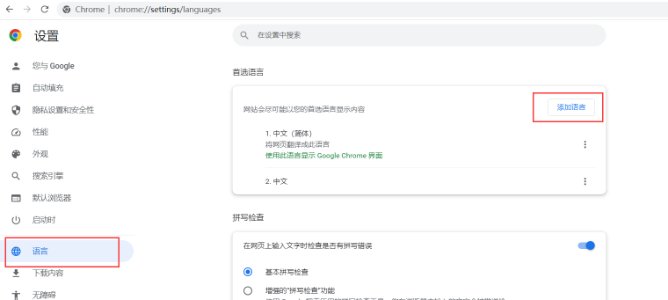 Chrome | chrome://settings/languages
设置
在设置中搜索
您与 Google
自动填充
隐私设置和安全性
性能
外观
搜索引擎
默认浏览器
启动时
语言
下载内容
无障碍
首选语言
网站会尽可能以您的首选语言显示内容
添加语言
1. 中文（简体）
将网页翻译成此语言
使用此语言显示 Google Chrome 界面
2. 中文
拼写检查
在网页上输入文字时检查是否有拼写错误
基本拼写检查
增强的“拼写检查”功能